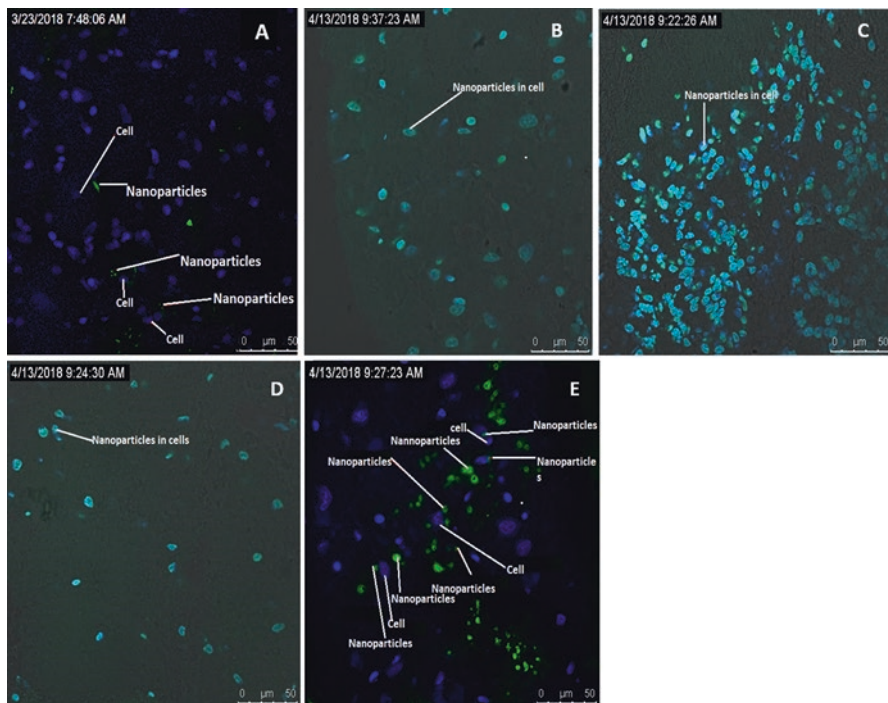 3/23/2018 7:48:06 AM
A
Cell
Nanoparticles
Nanoparticles
Cell
Nanoparticles
Cell
0 µm 50
4/13/2018 9:37:23 AM
B
Nanoparticles in cell
0 µm 50
4/13/2018 9:22:26 AM
C
Nanoparticles in cell
0 µm 50
4/13/2018 9:24:30 AM
D
Nanoparticles in cells
0 µm 50
4/13/2018 9:27:23 AM
E
cell
Nanoparticles
Nannoparticles
Nanoparticles
Nanoparticle
s
Cell
Nanoparticles
Nanoparticles
Cell
Nanoparticles
0 µm 50